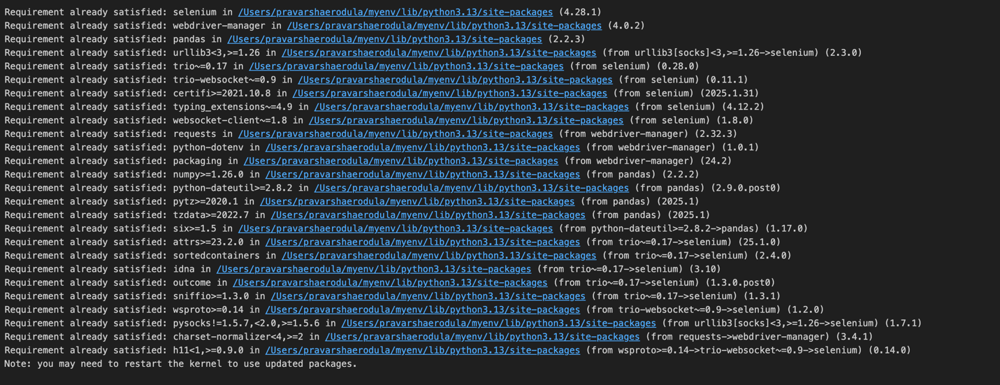 Requirement already satisfied: selenium in /Users/pravarshaerodula/myenv/lib/python3.13/site-packages (4.28.1)
Requirement already satisfied: webdriver-manager in /Users/pravarshaerodula/myenv/lib/python3.13/site-packages (4.0.2)
Requirement already satisfied: pandas in /Users/pravarshaerodula/myenv/lib/python3.13/site-packages (2.2.3)
Requirement already satisfied: urllib3<3,>=1.26 in /Users/pravarshaerodula/myenv/lib/python3.13/site-packages (from urllib3[socks]<3,>=1.26->selenium) (2.3.0)
Requirement already satisfied: trio~=0.17 in /Users/pravarshaerodula/myenv/lib/python3.13/site-packages (from selenium) (0.28.0)
Requirement already satisfied: trio-websocket~=0.9 in /Users/pravarshaerodula/myenv/lib/python3.13/site-packages (from selenium) (0.11.1)
Requirement already satisfied: certifi>=2021.10.8 in /Users/pravarshaerodula/myenv/lib/python3.13/site-packages (from selenium) (2025.1.31)
Requirement already satisfied: typing_extensions~=4.9 in /Users/pravarshaerodula/myenv/lib/python3.13/site-packages (from selenium) (4.12.2)
Requirement already satisfied: websocket-client~=1.8 in /Users/pravarshaerodula/myenv/lib/python3.13/site-packages (from selenium) (1.8.0)
Requirement already satisfied: requests in /Users/pravarshaerodula/myenv/lib/python3.13/site-packages (from webdriver-manager) (2.32.3)
Requirement already satisfied: python-dotenv in /Users/pravarshaerodula/myenv/lib/python3.13/site-packages (from webdriver-manager) (1.0.1)
Requirement already satisfied: packaging in /Users/pravarshaerodula/myenv/lib/python3.13/site-packages (from webdriver-manager) (24.2)
Requirement already satisfied: numpy>=1.26.0 in /Users/pravarshaerodula/myenv/lib/python3.13/site-packages (from pandas) (2.2.2)
Requirement already satisfied: python-dateutil>=2.8.2 in /Users/pravarshaerodula/myenv/lib/python3.13/site-packages (from pandas) (2.9.0.post0)
Requirement already satisfied: pytz>=2020.1 in /Users/pravarshaerodula/myenv/lib/python3.13/site-packages (from pandas) (2025.1)
Requirement already satisfied: tzdata>=2022.7 in /Users/pravarshaerodula/myenv/lib/python3.13/site-packages (from pandas) (2025.1)
Requirement already satisfied: six>=1.5 in /Users/pravarshaerodula/myenv/lib/python3.13/site-packages (from python-dateutil>=2.8.2->pandas) (1.17.0)
Requirement already satisfied: attrs>=23.2.0 in /Users/pravarshaerodula/myenv/lib/python3.13/site-packages (from trio~=0.17->selenium) (25.1.0)
Requirement already satisfied: sortedcontainers in /Users/pravarshaerodula/myenv/lib/python3.13/site-packages (from trio~=0.17->selenium) (2.4.0)
Requirement already satisfied: idna in /Users/pravarshaerodula/myenv/lib/python3.13/site-packages (from trio~=0.17->selenium) (3.10)
Requirement already satisfied: outcome in /Users/pravarshaerodula/myenv/lib/python3.13/site-packages (from trio~=0.17->selenium) (1.3.0.post0)
Requirement already satisfied: sniffio>=1.3.0 in /Users/pravarshaerodula/myenv/lib/python3.13/site-packages (from trio~=0.17->selenium) (1.3.1)
Requirement already satisfied: wsproto>=0.14 in /Users/pravarshaerodula/myenv/lib/python3.13/site-packages (from trio-websocket~=0.9->selenium) (1.2.0)
Requirement already satisfied: pysocks!=1.5.7,<2.0,>=1.5.6 in /Users/pravarshaerodula/myenv/lib/python3.13/site-packages (from urllib3[socks]<3,>=1.26->selenium) (1.7.1)
Requirement already satisfied: charset-normalizer<4,>=2 in /Users/pravarshaerodula/myenv/lib/python3.13/site-packages (from requests->webdriver-manager) (3.4.1)
Requirement already satisfied: h11<1,>=0.9.0 in /Users/pravarshaerodula/myenv/lib/python3.13/site-packages (from wsproto>=0.14->trio-websocket~=0.9->selenium) (0.14.0)
Note: you may need to restart the kernel to use updated packages.